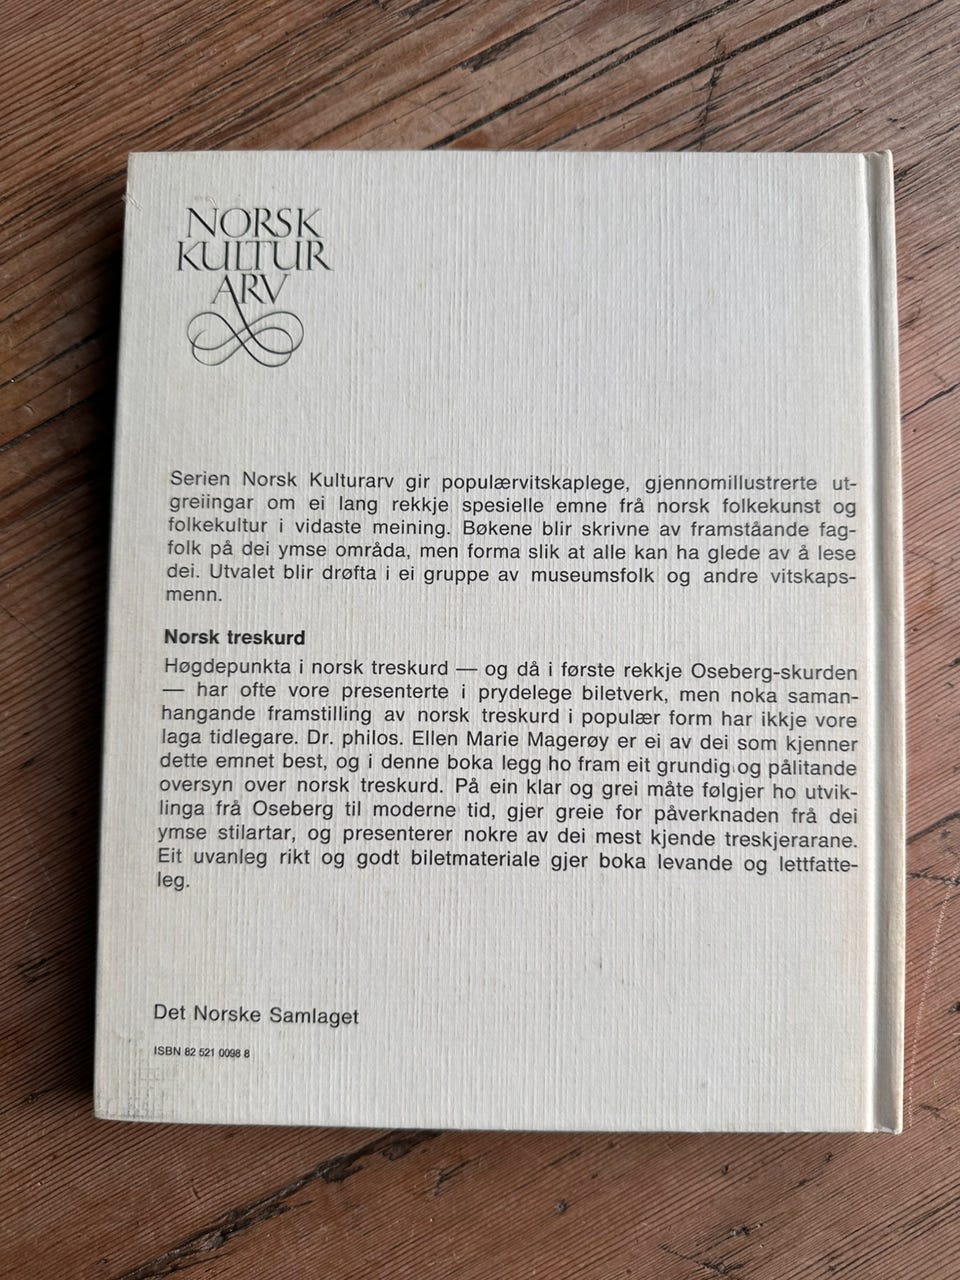 NORSK
KULTUR
ARV
Serien Norsk Kulturarv gir populærvitskaplege, gjennomillustrerte ut-
greiingar om ei lang rekkje spesielle emne frå norsk folkekunst og
folkekultur i vidaste meining. Bøkene blir skrivne av framståande fag-
folk på dei ymse områda, men forma slik at alle kan ha glede av å lese
dei. Utvalet blir drøfta i ei gruppe av museumsfolk og andre vitskaps-
menn.
Norsk treskurd
Høgdepunkta i norsk treskurd — og då i første rekkje Oseberg-skurden
— har ofte vore presenterte i prydelege biletverk, men noka saman-
hangande framstilling av norsk treskurd i populær form har ikkje vore
laga tidlegare. Dr. philos. Ellen Marie Magerøy er ei av dei som kjenner
dette emnet best, og i denne boka legg ho fram eit grundig og pålitande
oversyn over norsk treskurd. På ein klar og grei måte følgjer ho utvik-
linga frå Oseberg til moderne tid, gjer greie for påverknaden frå dei
ymse stilartar, og presenterer nokre av dei mest kjende treskjerarane.
Eit uvanleg rikt og godt biletmateriale gjer boka levande og lettfatte-
leg.
Det Norske Samlaget
ISBN 82 521 0098 8